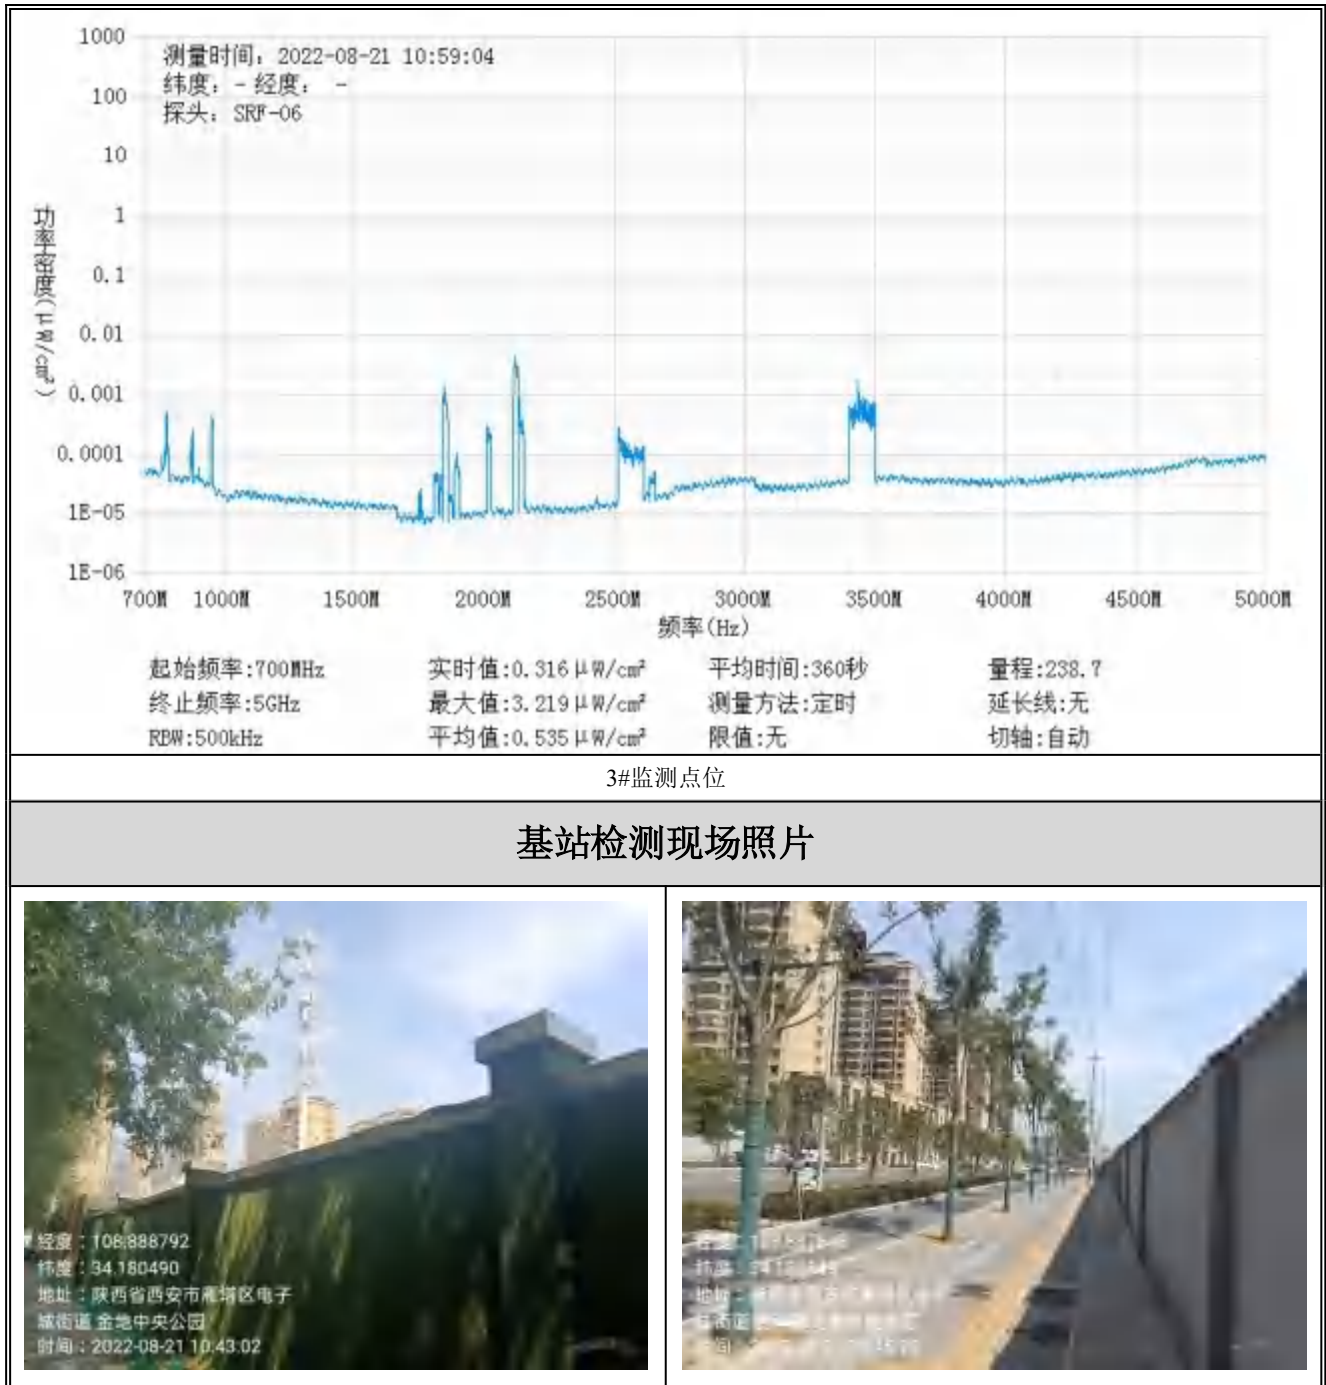 1000
100
10
1
0.1
0.01
0.001
0.0001
1E-05
1E-06
功率密度(μW/cm²)
测量时间: 2022-08-21 10:59:04
纬度: - 经度: -
探头: SRF-06
700M 1000M 1500M 2000M 2500M 3000M 3500M 4000M 4500M 5000M
频率(Hz)
起始频率:700MHz 实时值:0.316μW/cm² 平均时间:360秒 量程:238.7
终止频率:5GHz 最大值:3.219μW/cm² 测量方法:定时 延长线:无
RBW:500kHz 平均值:0.535μW/cm² 限值:无 切轴:自动
3#监测点位
基站检测现场照片
经度:108.888792
纬度:34.180490
地址:陕西省西安市雁塔区电子
城街道 金地中央公园
时间:2022-08-21 10:43:02